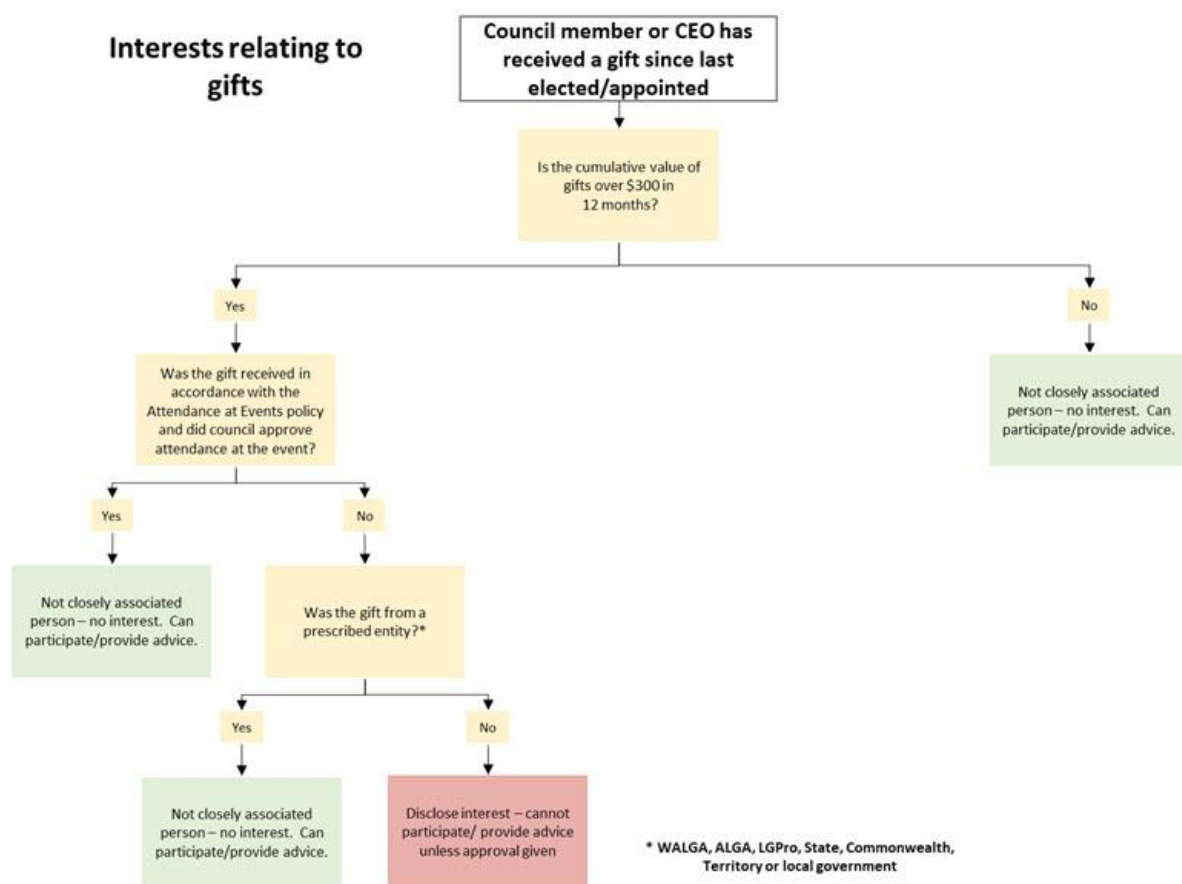 Interests relating to
gifts
Council member or CEO has
received a gift since last
elected/appointed
Is the cumulative value of
gifts over $300 in
12 months?
Yes
No
Was the gift received in
accordance with the
Attendance at Events policy
and did council approve
attendance at the event?
Not closely associated
person – no interest. Can
participate/provide advice.
Yes
No
Not closely associated
person – no interest. Can
participate/provide advice.
Was the gift from a
prescribed entity?*
Yes
No
Not closely associated
person – no interest. Can
participate/provide advice.
Disclose interest – cannot
participate/ provide advice
unless approval given
* WALGA, ALGA, LGPro, State, Commonwealth,
Territory or local government